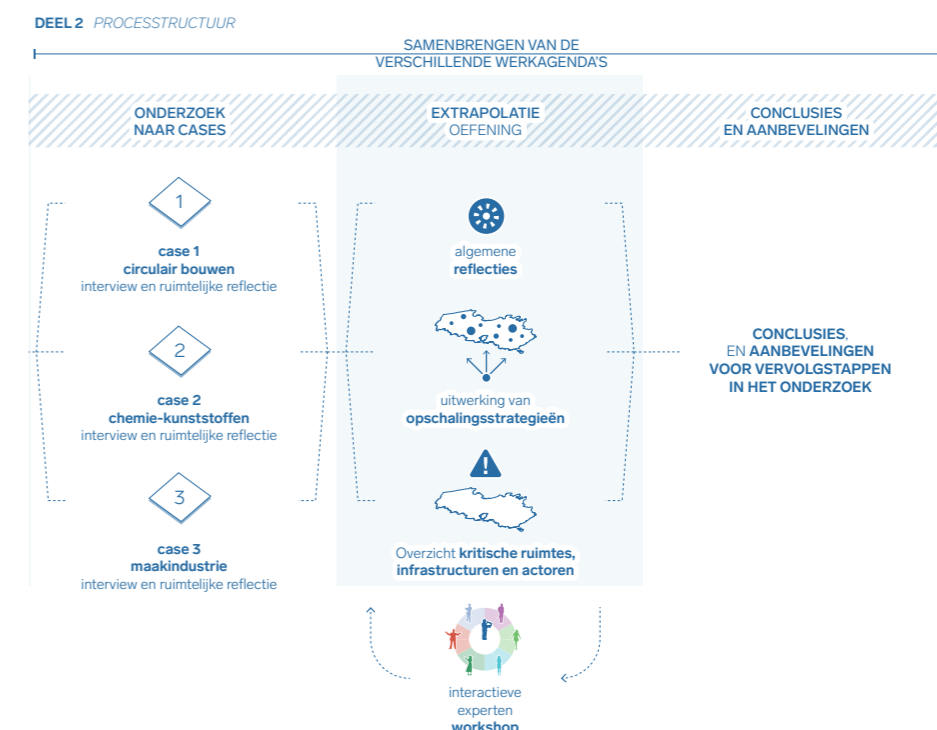 DEEL 2 PROCESSTRUCTUUR
SAMENBRENGEN VAN DE
VERSCHILLENDE WERKAGENDA'S
ONDERZOEK
NAAR CASES
1
case 1
circulair bouwen
interview en ruimtelijke reflectie
2
case 2
chemie-kunststoffen
interview en ruimtelijke reflectie
3
case 3
maakindustrie
interview en ruimtelijke reflectie
EXTRAPOLATIE
OEFENING
algemene
reflecties
uitwerking van
opschalingsstrategieën
Overzicht kritische ruimtes,
infrastructuren en actoren
interactieve
experten
workshop
CONCLUSIES
EN AANBEVELINGEN
CONCLUSIES,
EN AANBEVELINGEN
VOOR VERVOLGSTAPPEN
IN HET ONDERZOEK